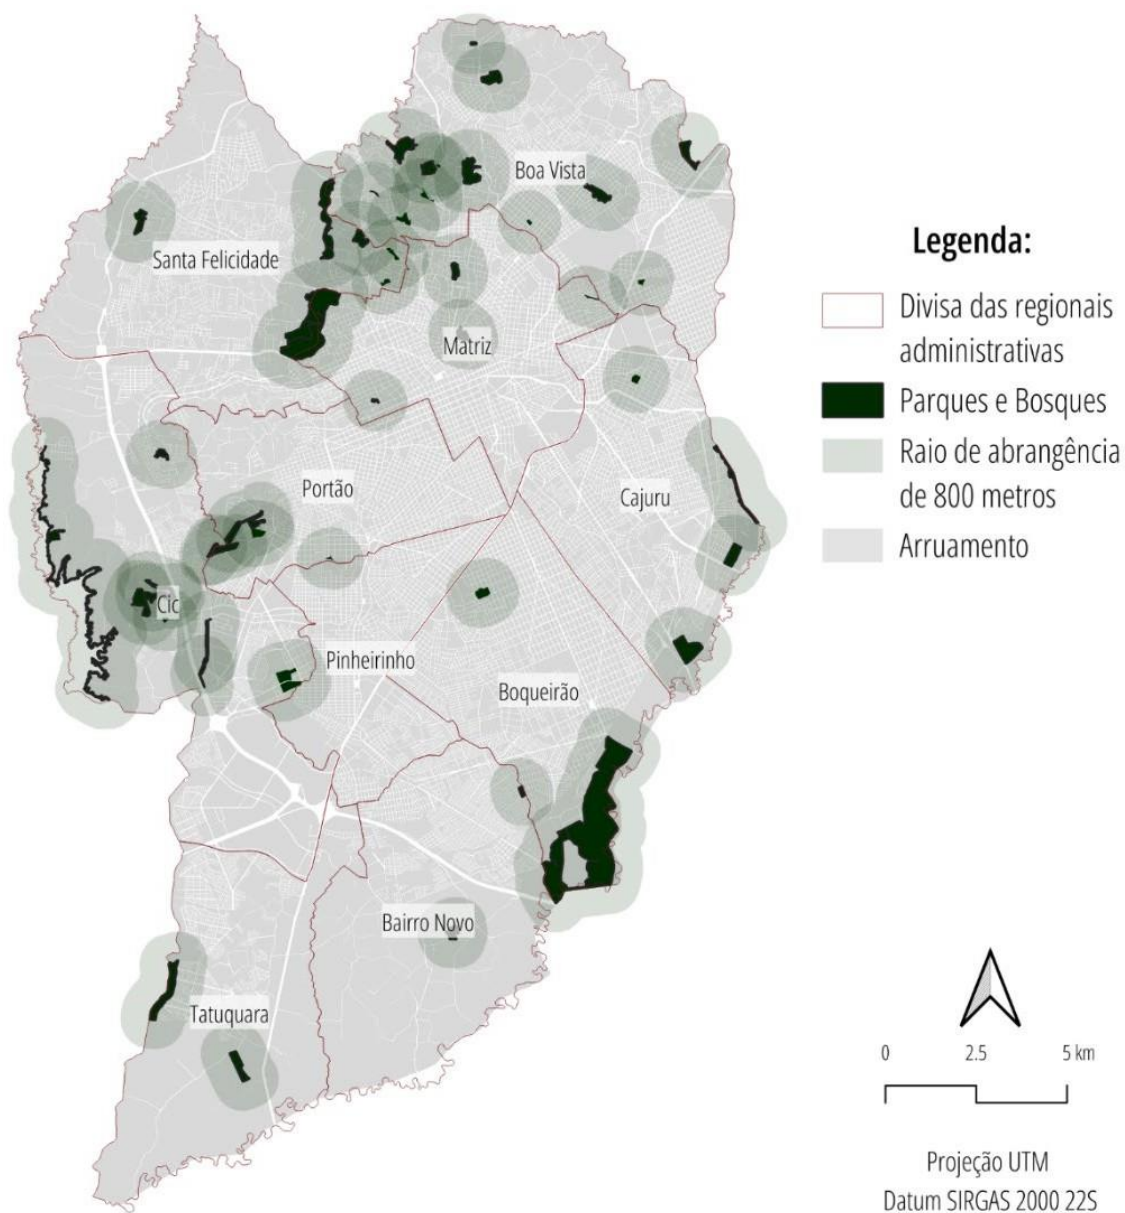 Boa Vista
Santa Felicidade
Matriz
Portão
Cajuru
Cic
Pinheirinho
Boqueirão
Bairro Novo
Tatuquara
Legenda:
Divisa das regionais
administrativas
Parques e Bosques
Raio de abrangência
de 800 metros
Arruamento
0 2.5 5 km
Projeção UTM
Datum SIRGAS 2000 22S